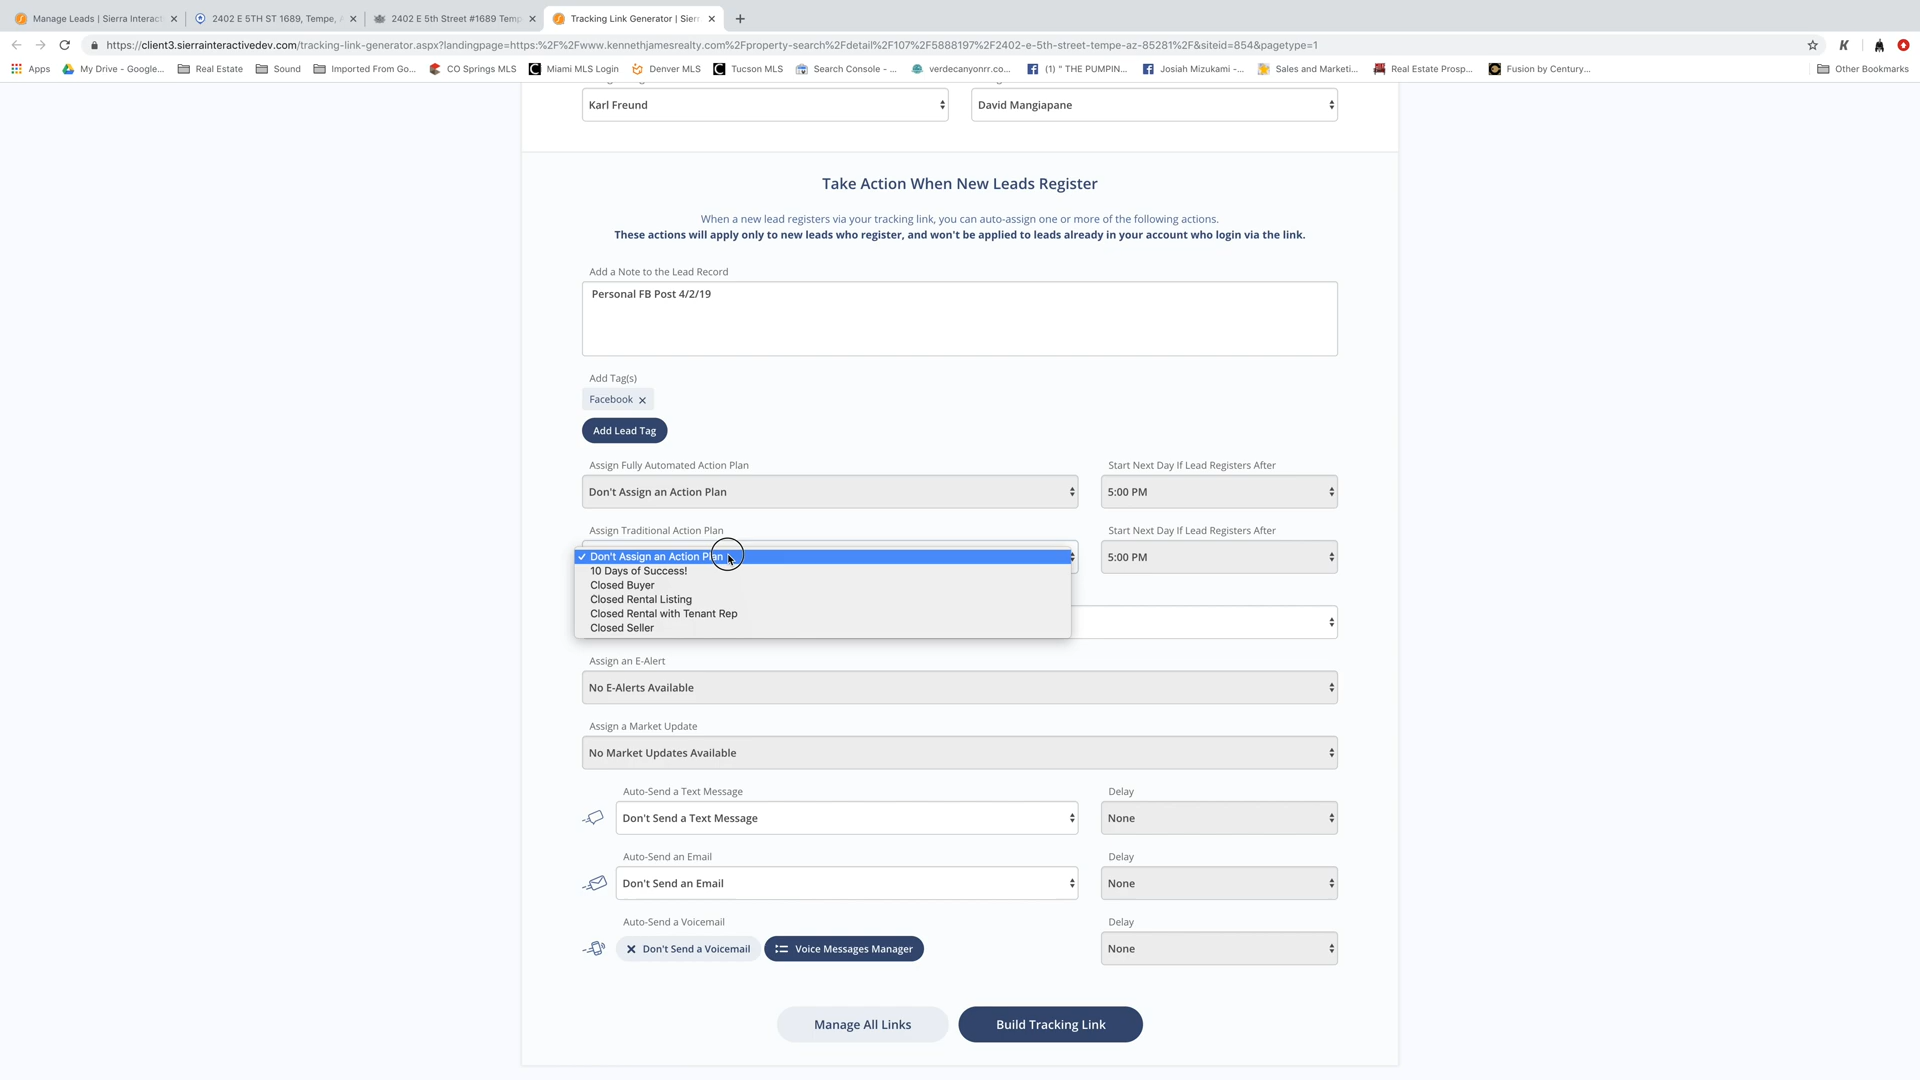 Manage Leads | Sierra Interact
2402 E 5TH ST 1689, Tempe, A
2402 E 5th Street #1689 Temp
Tracking Link Generator | Sierr
https://client3.sierrainteractivedev.com/tracking-link-generator.aspx?landingpage=https:%2F%2Fwww.kennethjamesrealty.com%2Fproperty-search%2Fdetail%2F107%2F5888197%2F2402-e-5th-street-tempe-az-85281%2F&siteid=854&pagetype=1
Apps
My Drive – Google...
Real Estate
Sound
Imported From Go...
CO Springs MLS
Miami MLS Login
Denver MLS
Tucson MLS
Search Console - ...
verdecanyonrr.co...
(1) " THE PUMPIN...
Josiah Mizukami -...
Sales and Marketi...
Real Estate Prosp...
Fusion by Century...
Other Bookmarks
Karl Freund
David Mangiapane
Take Action When New Leads Register
When a new lead registers via your tracking link, you can auto-assign one or more of the following actions.
These actions will apply only to new leads who register, and won't be applied to leads already in your account who login via the link.
Add a Note to the Lead Record
Personal FB Post 4/2/19
Add Tag(s)
Facebook
Add Lead Tag
Assign Fully Automated Action Plan
Start Next Day If Lead Registers After
Don't Assign an Action Plan
5:00 PM
Assign Traditional Action Plan
Start Next Day If Lead Registers After
✓ Don't Assign an Action Plan
5:00 PM
10 Days of Success!
Closed Buyer
Closed Rental Listing
Closed Rental with Tenant Rep
Closed Seller
Assign an E-Alert
No E-Alerts Available
Assign a Market Update
No Market Updates Available
Auto-Send a Text Message
Delay
Don't Send a Text Message
None
Auto-Send an Email
Delay
Don't Send an Email
None
Auto-Send a Voicemail
Delay
Don't Send a Voicemail
Voice Messages Manager
None
Manage All Links
Build Tracking Link